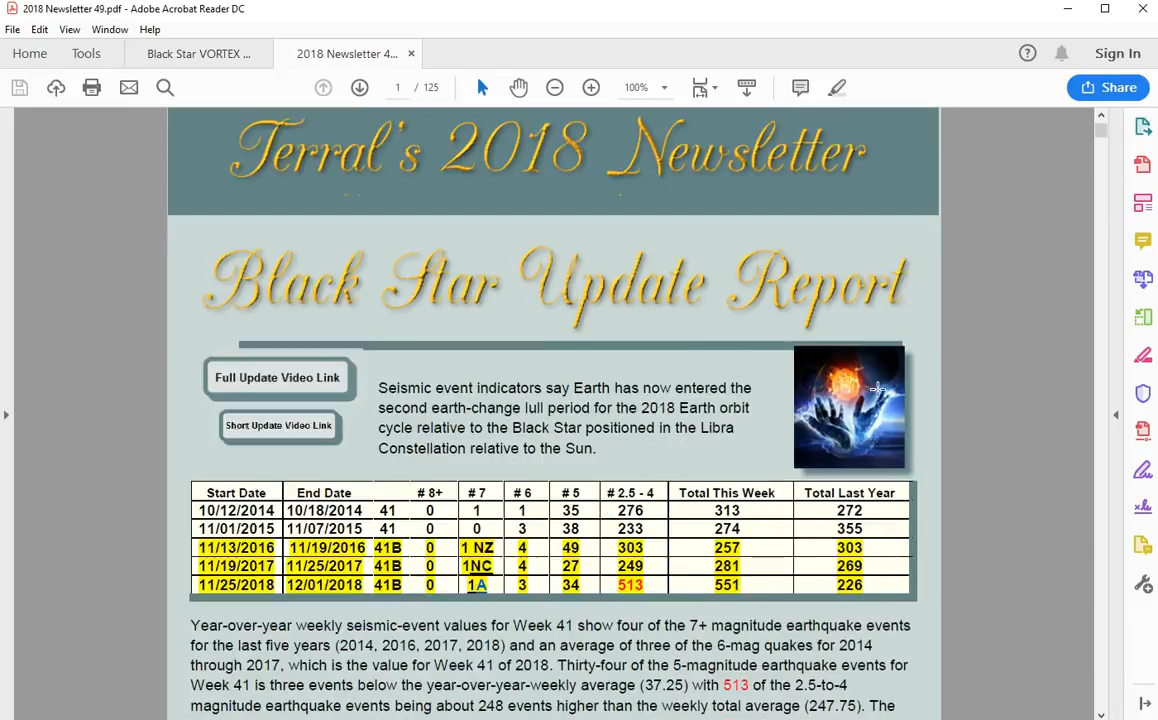 2018 Newsletter 49.pdf - Adobe Acrobat Reader DC
File Edit View Window Help
Home Tools Black Star VORTEX ... 2018 Newsletter 4... ×
1 / 125 100% Share
? Sign In
Terral's 2018 Newsletter
Black Star Update Report
Full Update Video Link
Short Update Video Link
Seismic event indicators say Earth has now entered the
second earth-change lull period for the 2018 Earth orbit
cycle relative to the Black Star positioned in the Libra
Constellation relative to the Sun.
Start Date End Date # 8+ # 7 # 6 # 5 # 2.5 - 4 Total This Week Total Last Year
10/12/2014 10/18/2014 41 0 1 1 35 276 313 272
11/01/2015 11/07/2015 41 0 0 3 38 233 274 355
11/13/2016 11/19/2016 41B 0 1 NZ 4 49 303 257 303
11/19/2017 11/25/2017 41B 0 1NC 4 27 249 281 269
11/25/2018 12/01/2018 41B 0 1A 3 34 513 551 226
Year-over-year weekly seismic-event values for Week 41 show four of the 7+ magnitude earthquake events
for the last five years (2014, 2016, 2017, 2018) and an average of three of the 6-mag quakes for 2014
through 2017, which is the value for Week 41 of 2018. Thirty-four of the 5-magnitude earthquake events for
Week 41 is three events below the year-over-year-weekly average (37.25) with 513 of the 2.5-to-4
magnitude earthquake events being about 248 events higher than the weekly total average (247.75). The